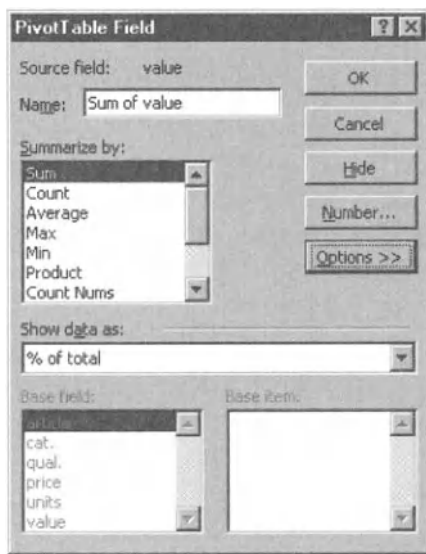 PivotTable Field
Source field: value
Name: Sum of value
OK
Cancel
Hide
Number...
Options >>
Summarize by:
Sum
Count
Average
Max
Min
Product
Count Nums
Show data as:
% of total
Base field:
article
cat.
qual.
price
units
value
Base item: